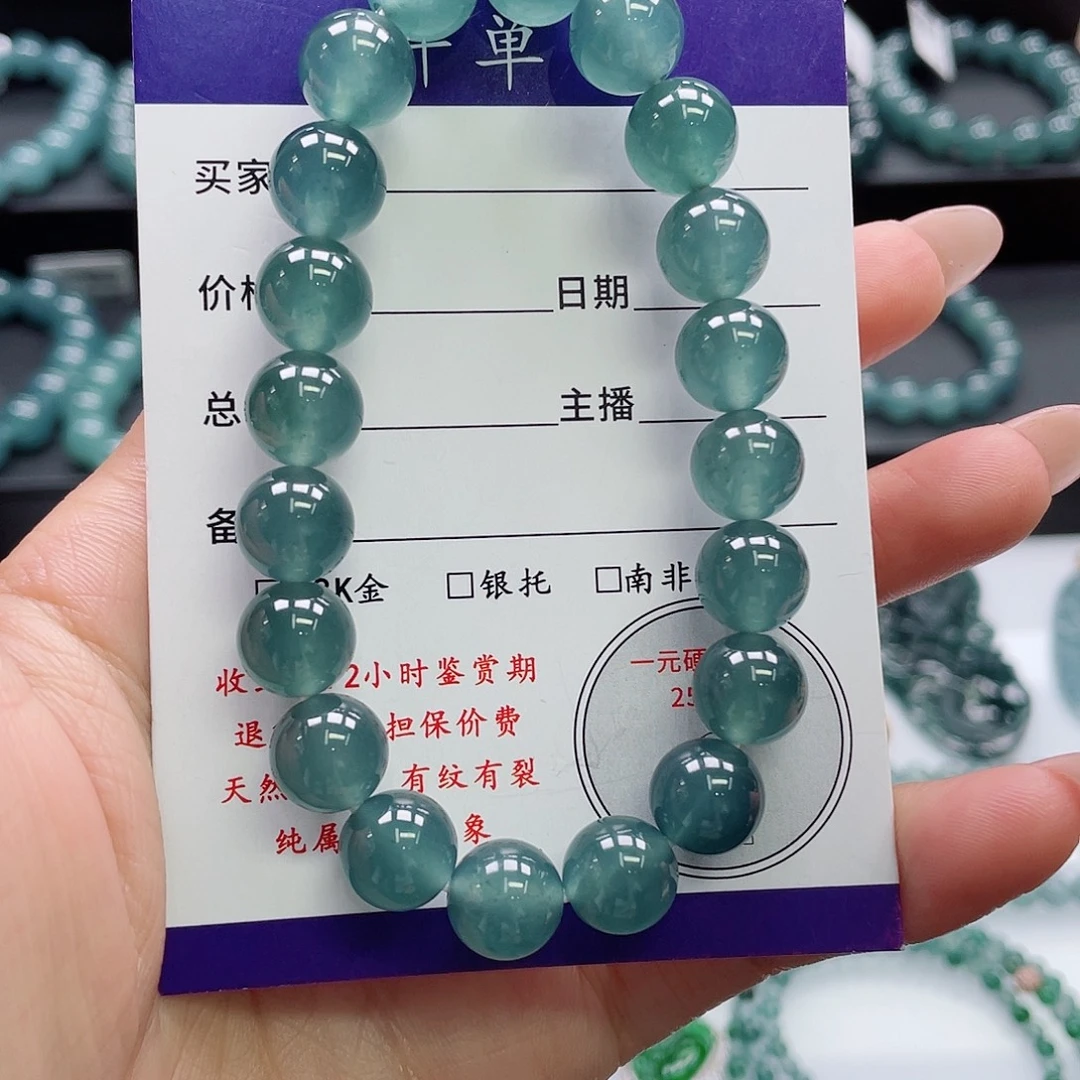 单
买家
价 日期
总 主播
备
K金 □银托 □南非
收 2小时鉴赏期
退 担保价费
天然 有纹有裂
纯属 象
一元硬
25